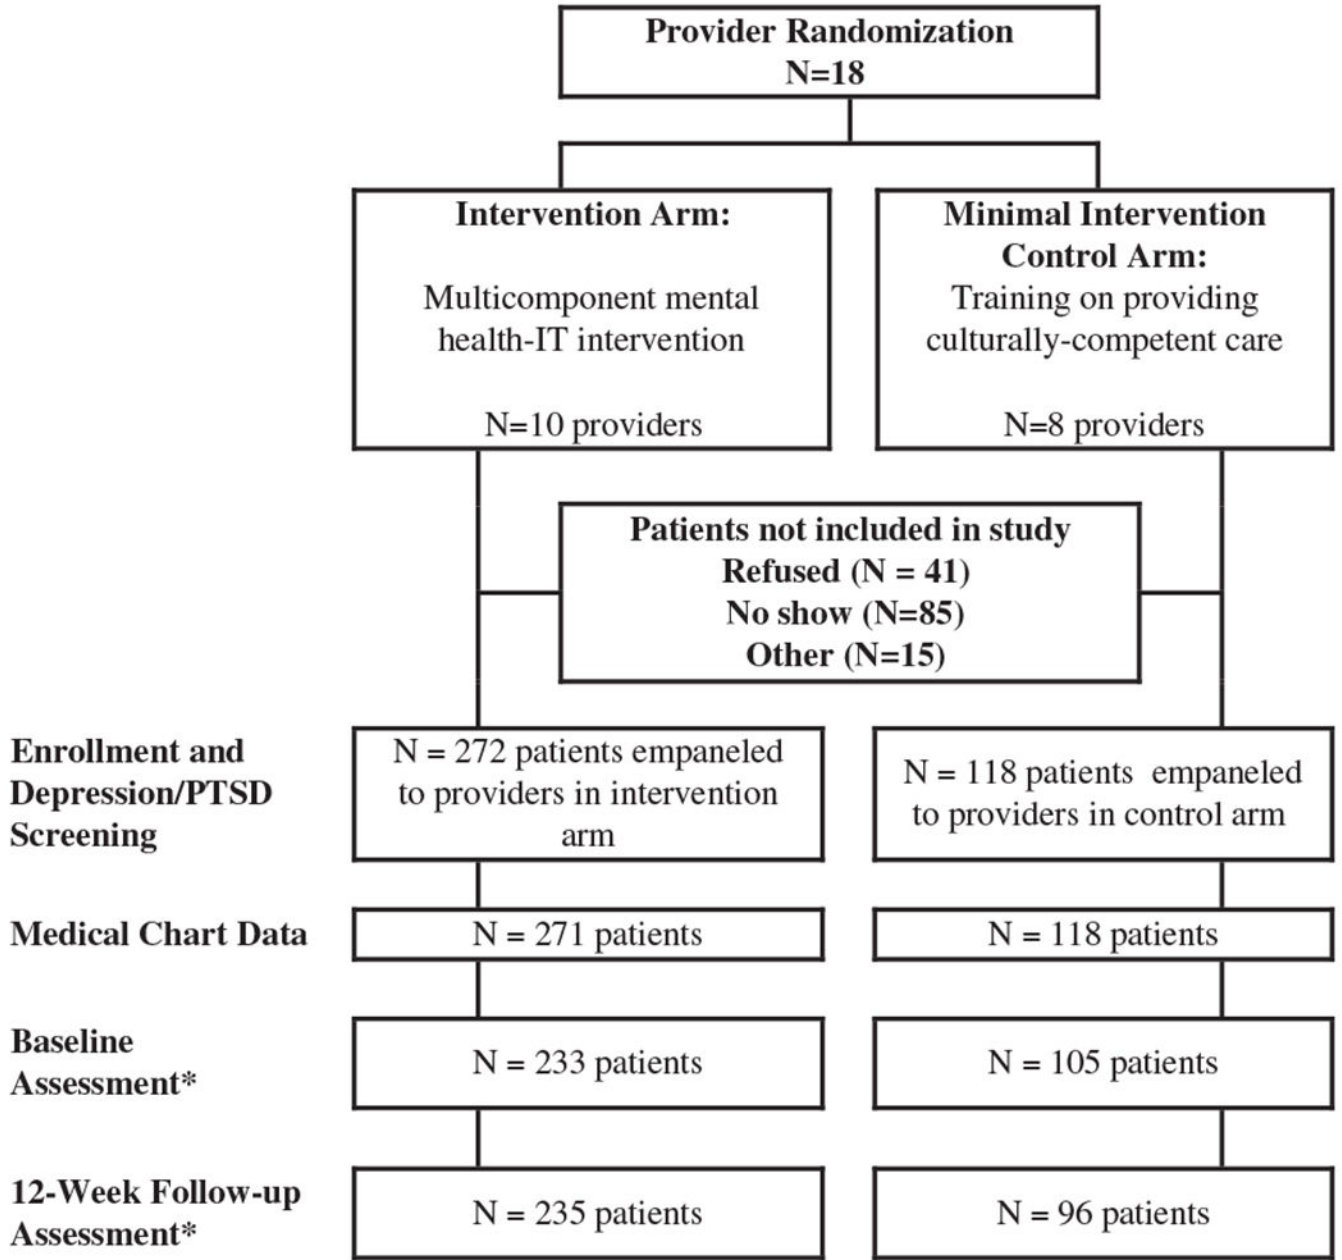 Provider Randomization
N=18
Intervention Arm:
Multicomponent mental
health-IT intervention
N=10 providers
Minimal Intervention
Control Arm:
Training on providing
culturally-competent care
N=8 providers
Patients not included in study
Refused (N = 41)
No show (N=85)
Other (N=15)
Enrollment and
Depression/PTSD
Screening
N = 272 patients empaneled
to providers in intervention
arm
N = 118 patients empaneled
to providers in control arm
Medical Chart Data
N = 271 patients
N = 118 patients
Baseline
Assessment*
N = 233 patients
N = 105 patients
12-Week Follow-up
Assessment*
N = 235 patients
N = 96 patients